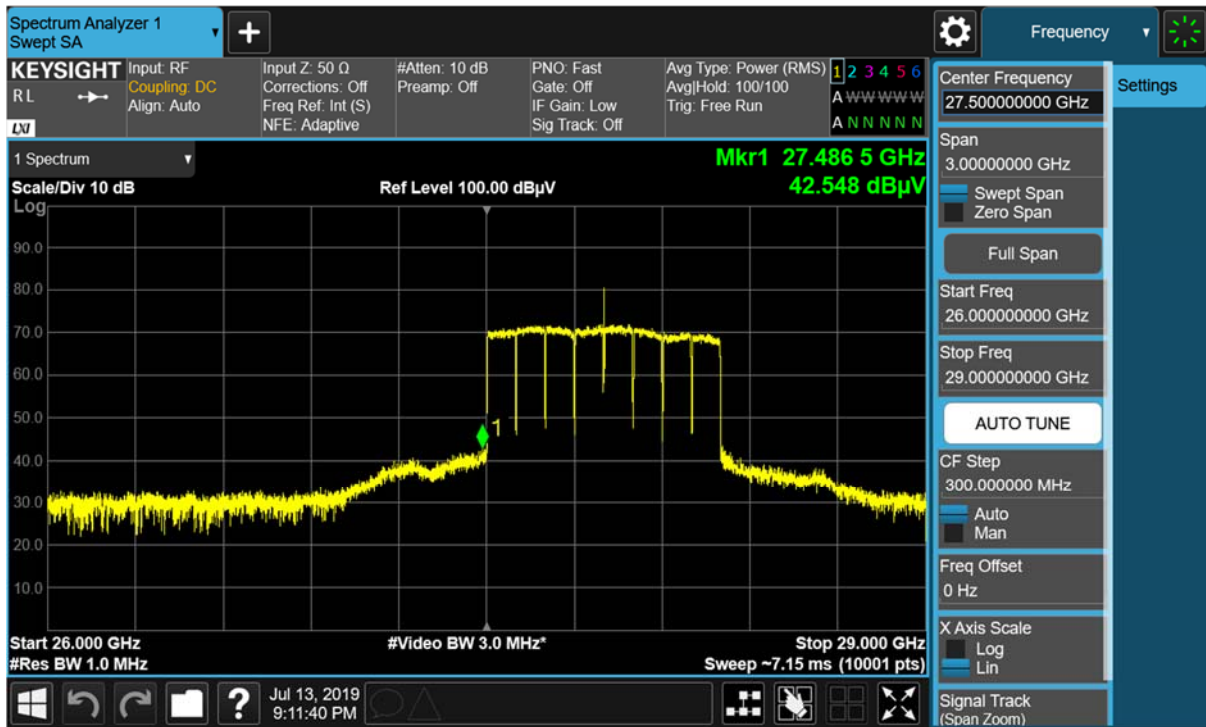 Spectrum Analyzer 1
Swept SA
+
Frequency
KEYSIGHT
R L
LXI
Input: RF
Coupling: DC
Align: Auto
Input Z: 50 Ω
Corrections: Off
Freq Ref: Int (S)
NFE: Adaptive
#Atten: 10 dB
Preamp: Off
PNO: Fast
Gate: Off
IF Gain: Low
Sig Track: Off
Avg Type: Power (RMS)
Avg|Hold: 100/100
Trig: Free Run
1 2 3 4 5 6
A W W W W W
A N N N N N
1 Spectrum
Scale/Div 10 dB
Ref Level 100.00 dBµV
Mkr1 27.486 5 GHz
42.548 dBµV
Log
90.0
80.0
70.0
60.0
50.0
40.0
30.0
20.0
10.0
1
Start 26.000 GHz
#Res BW 1.0 MHz
#Video BW 3.0 MHz*
Stop 29.000 GHz
Sweep ~7.15 ms (10001 pts)
Center Frequency
27.500000000 GHz
Span
3.00000000 GHz
Swept Span
Zero Span
Full Span
Start Freq
26.000000000 GHz
Stop Freq
29.000000000 GHz
AUTO TUNE
CF Step
300.000000 MHz
Auto
Man
Freq Offset
0 Hz
X Axis Scale
Log
Lin
Signal Track
(Span Zoom)
Settings
?
Jul 13, 2019
9:11:40 PM